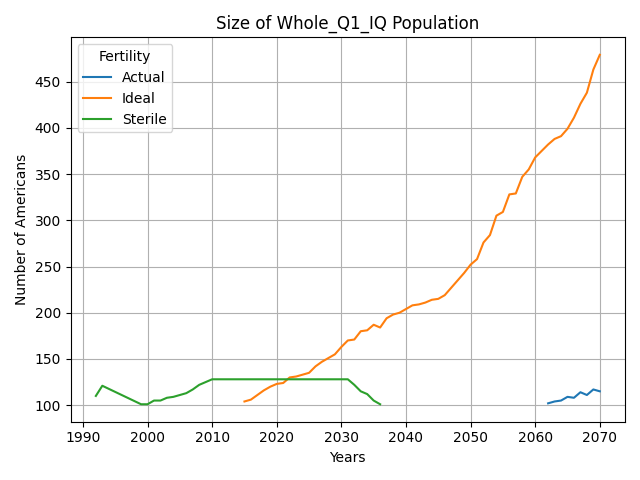 Size of Whole_Q1_IQ Population
Fertility
Actual
Ideal
Sterile
Number of Americans
450
400
350
300
250
200
150
100
1990 2000 2010 2020 2030 2040 2050 2060 2070
Years